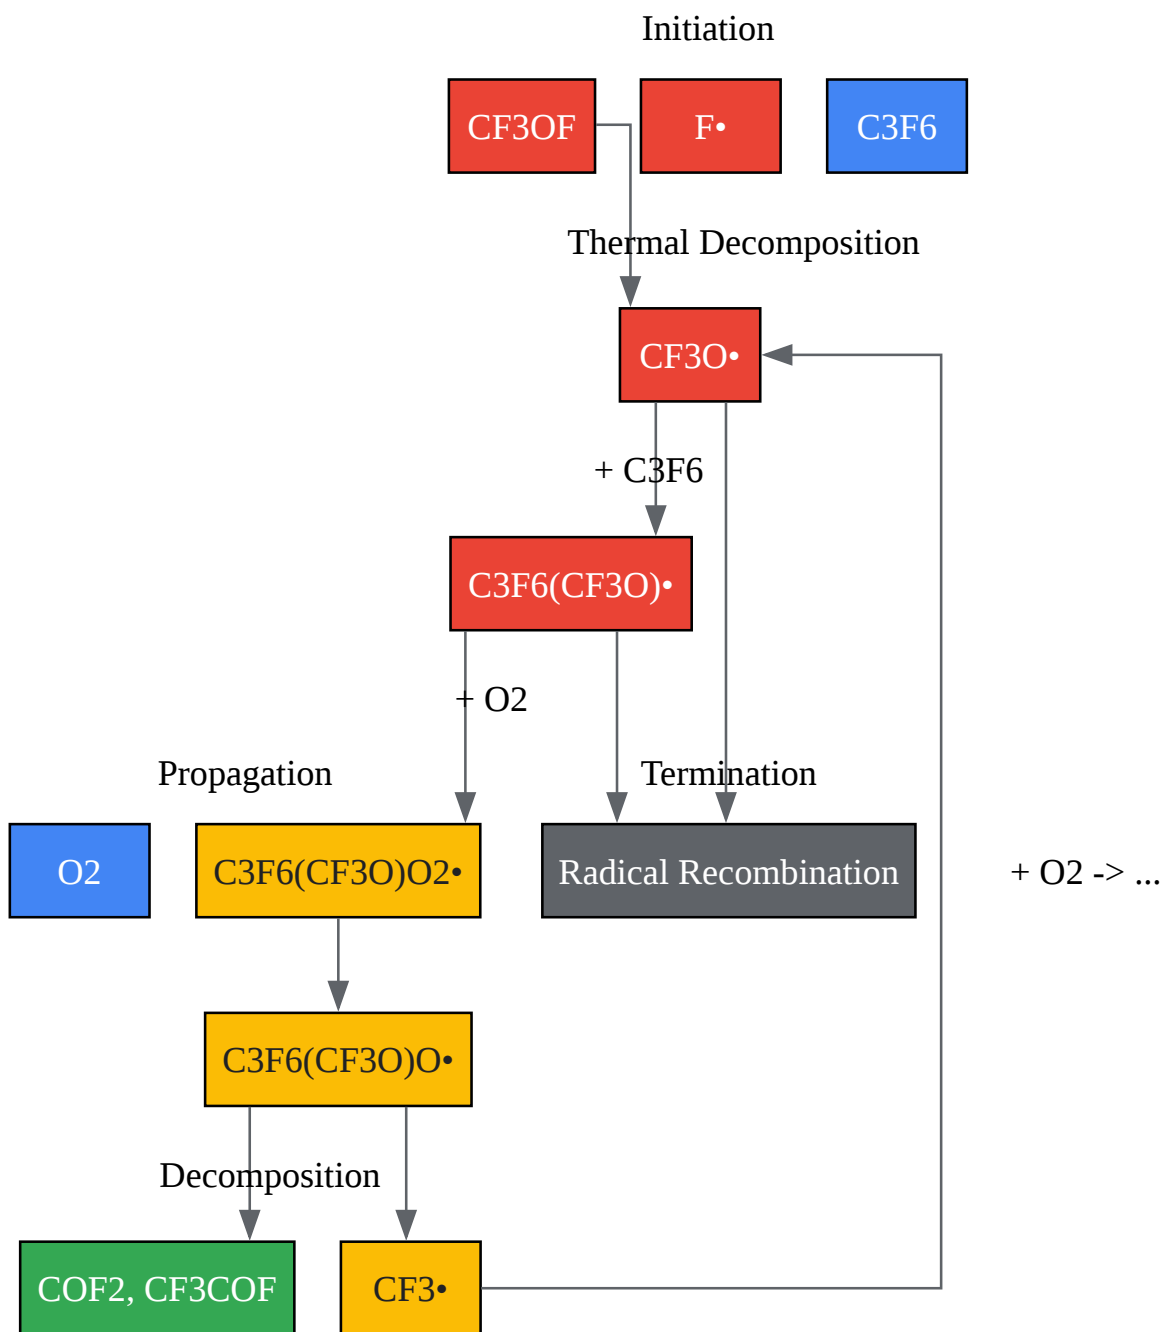 Initiation
CF3OF
F•
C3F6
Thermal Decomposition
CF3O•
+ C3F6
C3F6(CF3O)•
+ O2
Propagation
Termination
O2
C3F6(CF3O)O2•
Radical Recombination
+ O2 -> ...
C3F6(CF3O)O•
Decomposition
COF2, CF3COF
CF3•